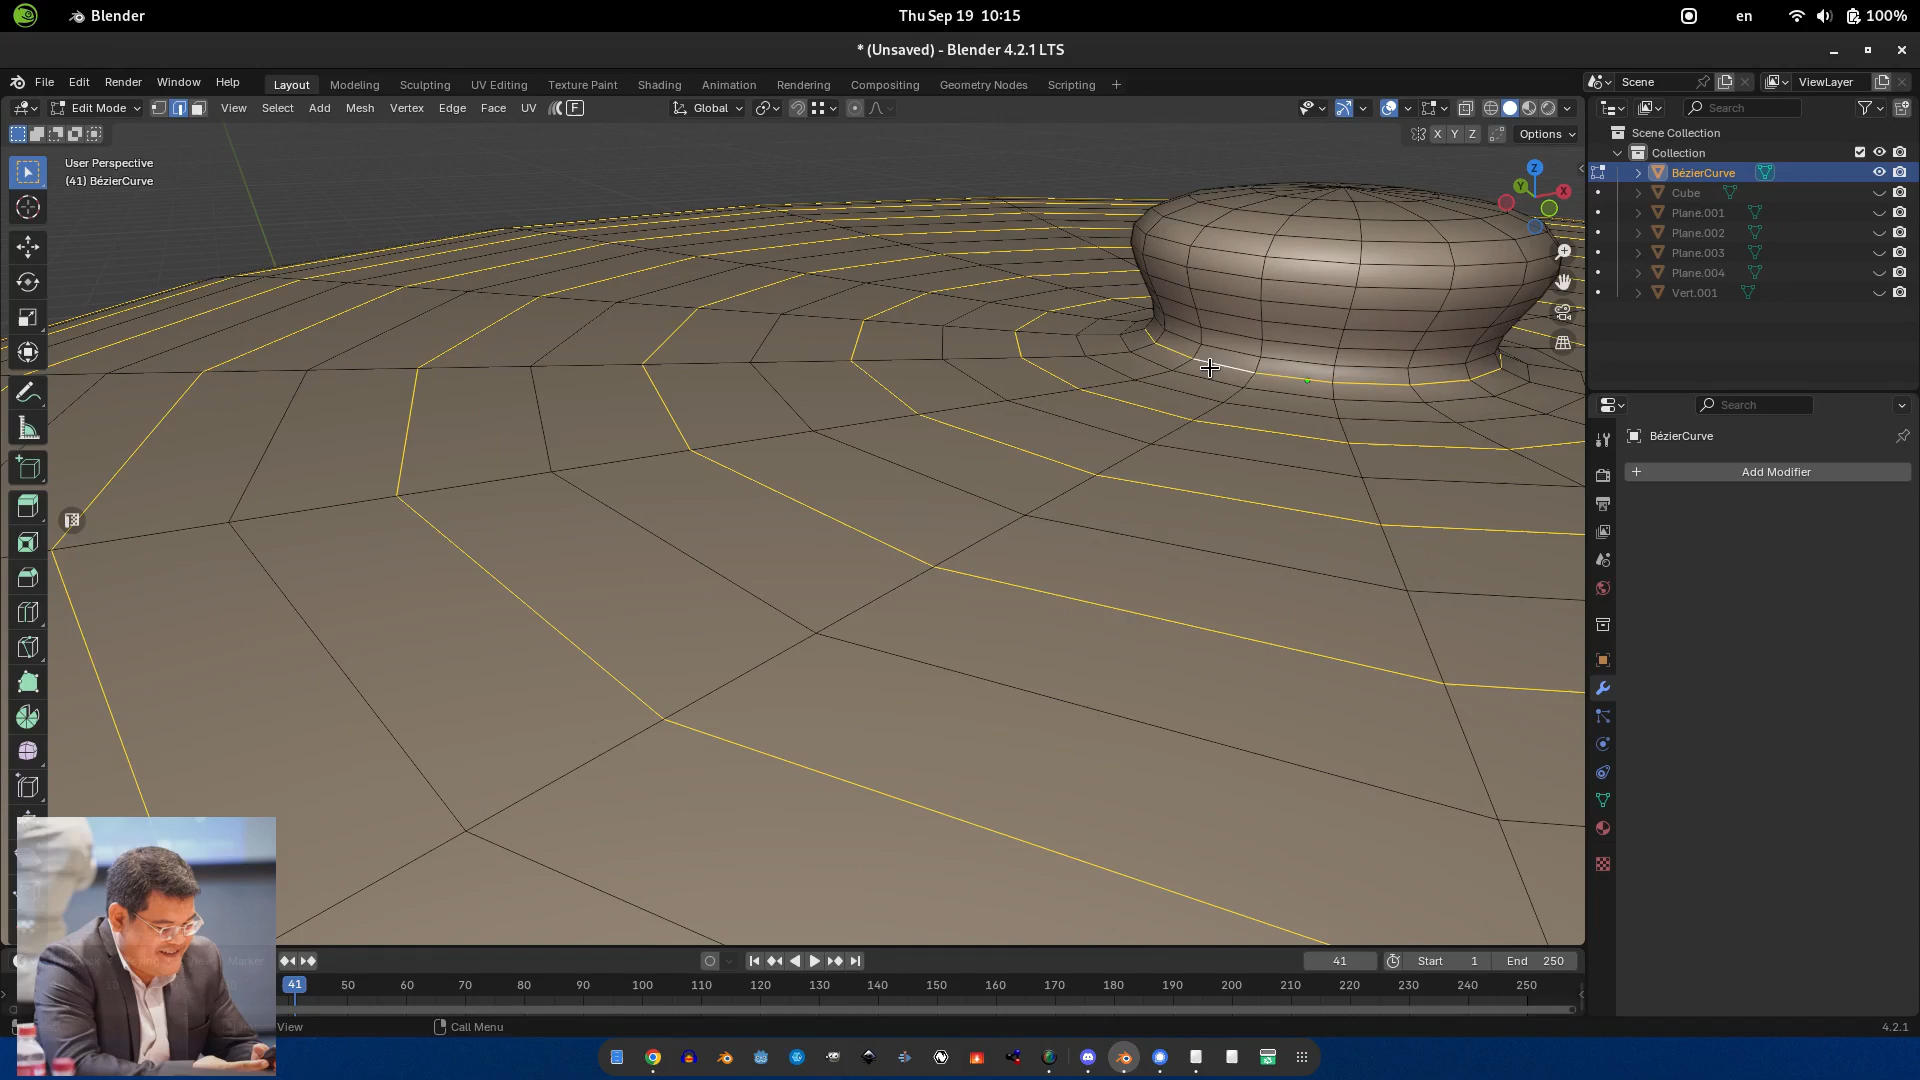 Blender
Thu Sep 19 10:15
en
100%
* (Unsaved) - Blender 4.2.1 LTS
File Edit Render Window Help
Layout Modeling Sculpting UV Editing Texture Paint Shading Animation Rendering Compositing Geometry Nodes Scripting +
Scene
ViewLayer
Edit Mode
View Select Add Mesh Vertex Edge Face UV
F
Global
Search
X Y Z
Options
User Perspective
(41) BézierCurve
Z
Y
X
Scene Collection
Collection
BézierCurve
Cube
Plane.001
Plane.002
Plane.003
Plane.004
Vert.001
Search
BézierCurve
+ Add Modifier
Marker
41
Start 1
End 250
41 50 60 70 80 90 100 110 120 130 140 150 160 170 180 190 200 210 220 230 240 250
View
Call Menu
4.2.1